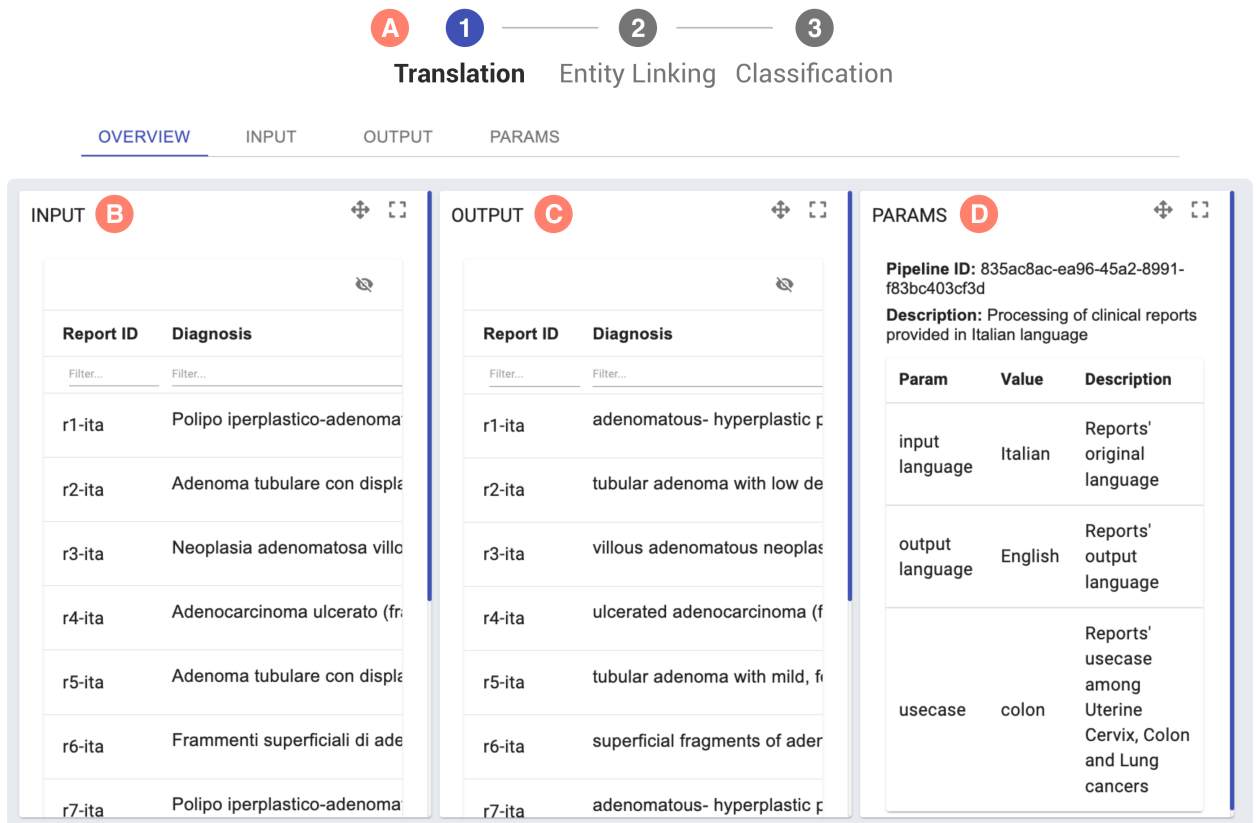 A 1 2 3
Translation Entity Linking Classification
OVERVIEW INPUT OUTPUT PARAMS
INPUT B
Report ID Diagnosis
Filter... Filter...
r1-ita Polipo iperplastico-adenoma
r2-ita Adenoma tubulare con displa
r3-ita Neoplasia adenomatosa villo
r4-ita Adenocarcinoma ulcerato (fra
r5-ita Adenoma tubulare con displa
r6-ita Frammenti superficiali di ade
r7-ita Polipo iperplastico-adenoma
OUTPUT C
Report ID Diagnosis
Filter... Filter...
r1-ita adenomatous- hyperplastic p
r2-ita tubular adenoma with low de
r3-ita villous adenomatous neoplas
r4-ita ulcerated adenocarcinoma (f
r5-ita tubular adenoma with mild, f
r6-ita superficial fragments of ader
r7-ita adenomatous- hyperplastic p
PARAMS D
Pipeline ID: 835ac8ac-ea96-45a2-8991-
f83bc403cf3d
Description: Processing of clinical reports
provided in Italian language
Param Value Description
input
language
Italian
Reports'
original
language
output
language
English
Reports'
output
language
usecase
colon
Reports'
usecase
among
Uterine
Cervix, Colon
and Lung
cancers